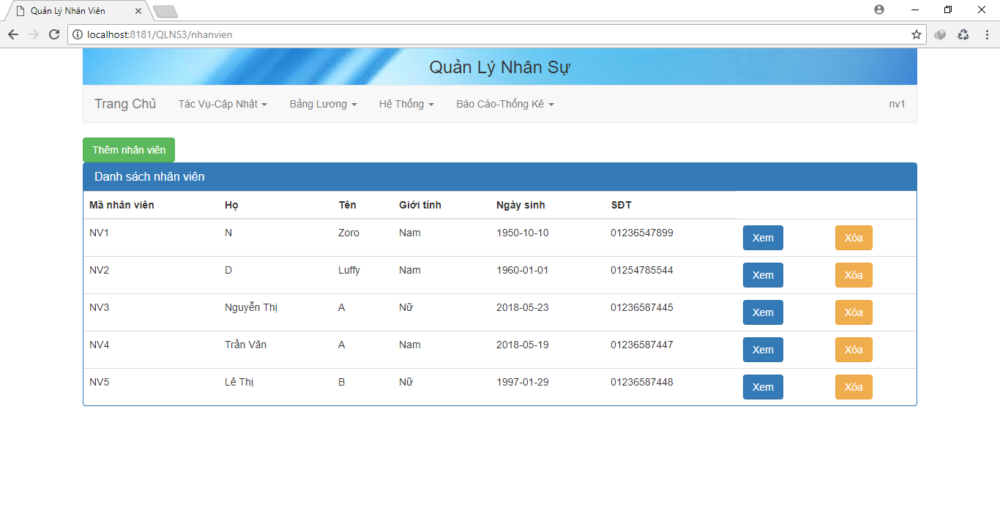 Quản Lý Nhân Viên
localhost:8181/QLNS3/nhanvien
Quản Lý Nhân Sự
Trang Chủ Tác Vụ-Cập Nhật Bảng Lương Hệ Thống Báo Cáo-Thống Kê nv1
Thêm nhân viên
Danh sách nhân viên
Mã nhân viên Họ Tên Giới tính Ngày sinh SĐT
NV1 N Zoro Nam 1950-10-10 01236547899 Xem Xóa
NV2 D Luffy Nam 1960-01-01 01254785544 Xem Xóa
NV3 Nguyễn Thị A Nữ 2018-05-23 01236587445 Xem Xóa
NV4 Trần Văn A Nam 2018-05-19 01236587447 Xem Xóa
NV5 Lê Thị B Nữ 1997-01-29 01236587448 Xem Xóa